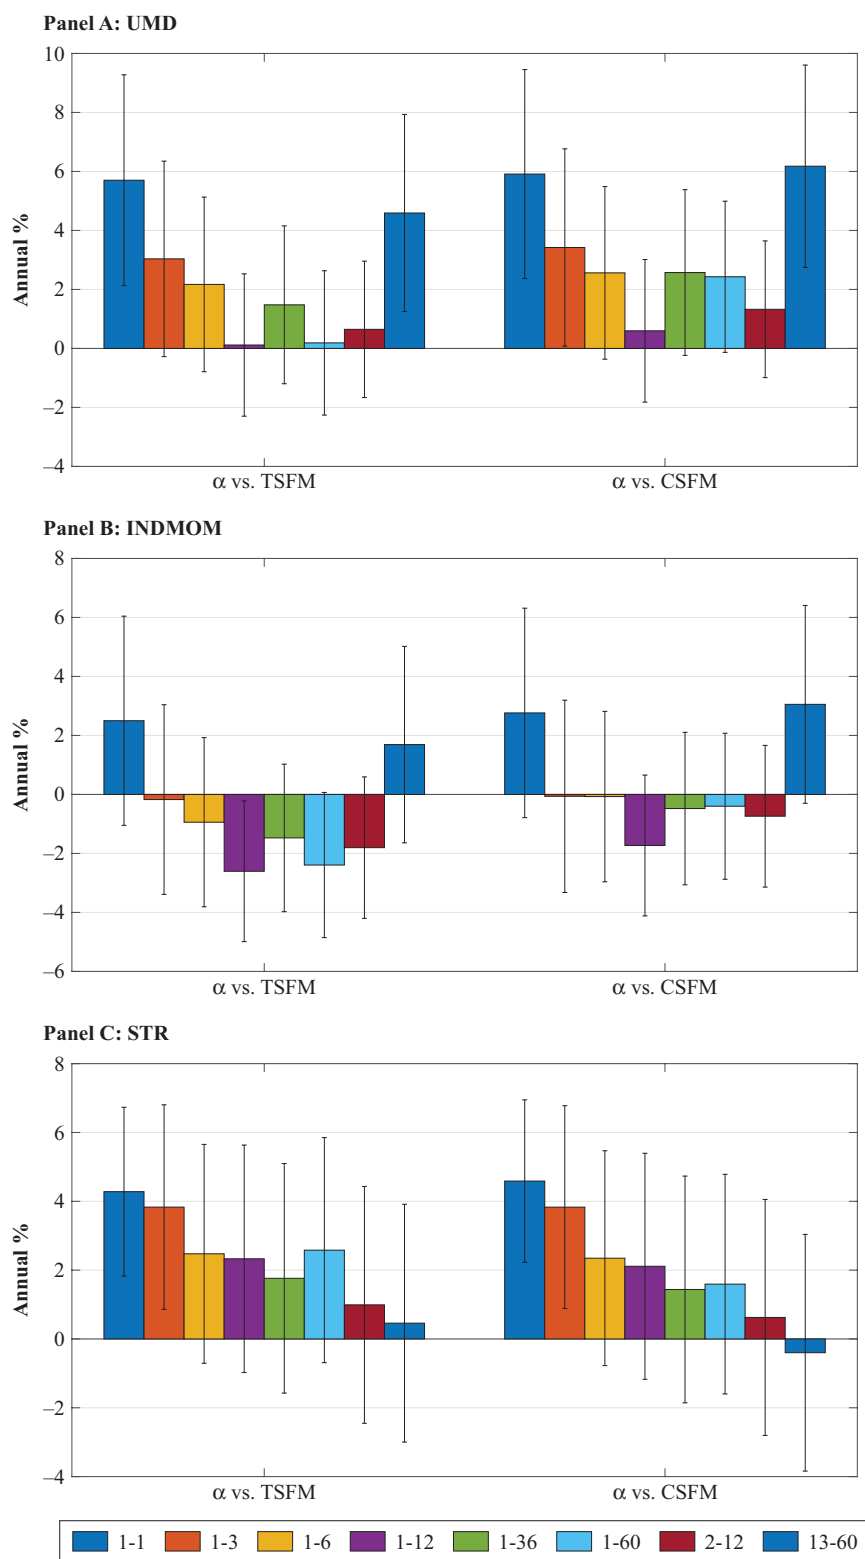 Panel A: UMD
10
8
6
4
2
0
–2
–4
Annual %
α vs. TSFM
α vs. CSFM
Panel B: INDMOM
8
6
4
2
0
–2
–4
–6
Annual %
α vs. TSFM
α vs. CSFM
Panel C: STR
8
6
4
2
0
–2
–4
Annual %
α vs. TSFM
α vs. CSFM
1-1 1-3 1-6 1-12 1-36 1-60 2-12 13-60